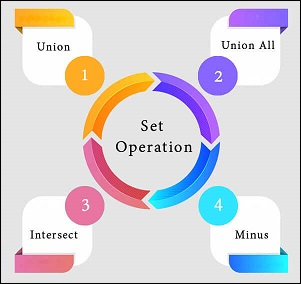 Union
1
Union All
2
Set
Operation
3
Intersect
4
Minus